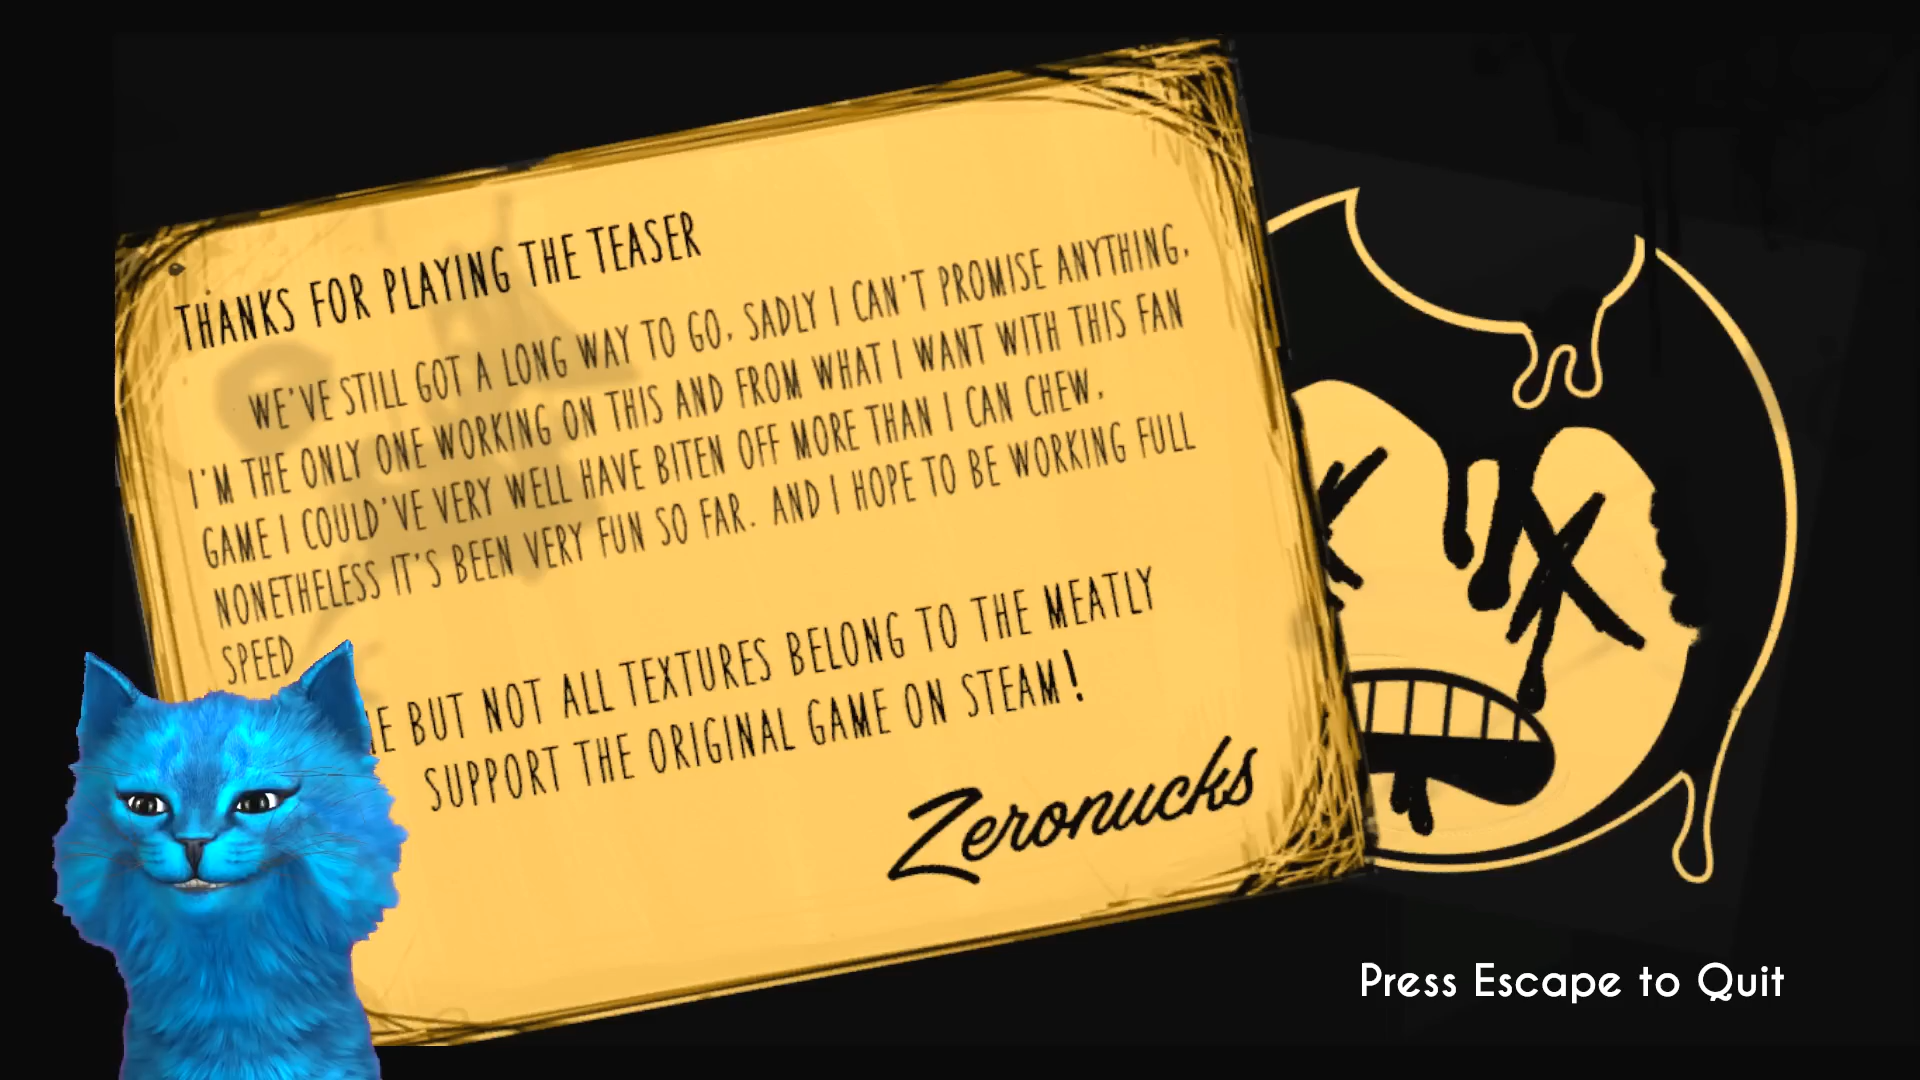 THANKS FOR PLAYING THE TEASER
WE'VE STILL GOT A LONG WAY TO GO, SADLY I CAN'T PROMISE ANYTHING,
I'M THE ONLY ONE WORKING ON THIS AND FROM WHAT I WANT WITH THIS FAN
GAME I COULD'VE VERY WELL HAVE BITEN OFF MORE THAN I CAN CHEW,
NONETHELESS IT'S BEEN VERY FUN SO FAR. AND I HOPE TO BE WORKING FULL
SPEED
BUT NOT ALL TEXTURES BELONG TO THE MEATLY
SUPPORT THE ORIGINAL GAME ON STEAM!
Zeronucks
Press Escape to Quit